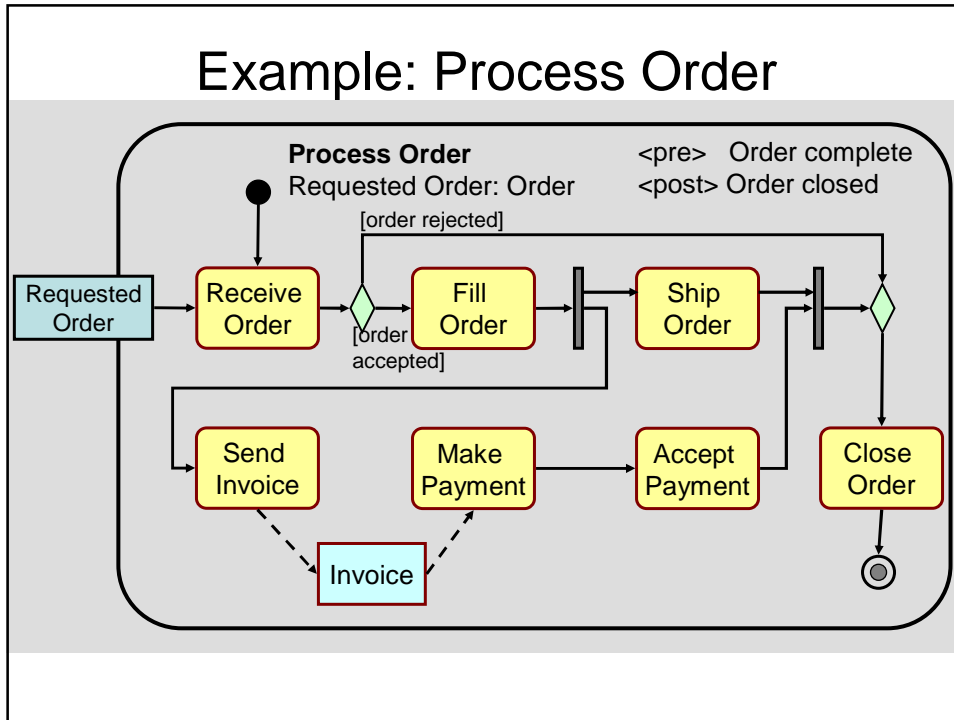 Example: Process Order
Process Order
Requested Order: Order
<pre> Order complete
<post> Order closed
[order rejected]
Requested
Order
Receive
Order
Fill
Order
Ship
Order
[order
accepted]
Send
Invoice
Make
Payment
Accept
Payment
Close
Order
Invoice